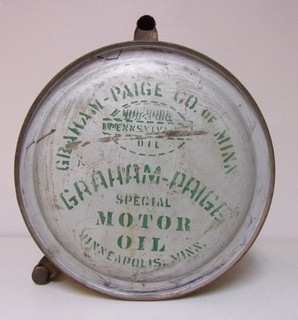 GRAHAM-PAIGE CO. OF MINN
PENNSYLVANIA
OIL
GRAHAM-PAIGE
SPECIAL
MOTOR
OIL
MINNEAPOLIS, MINN.